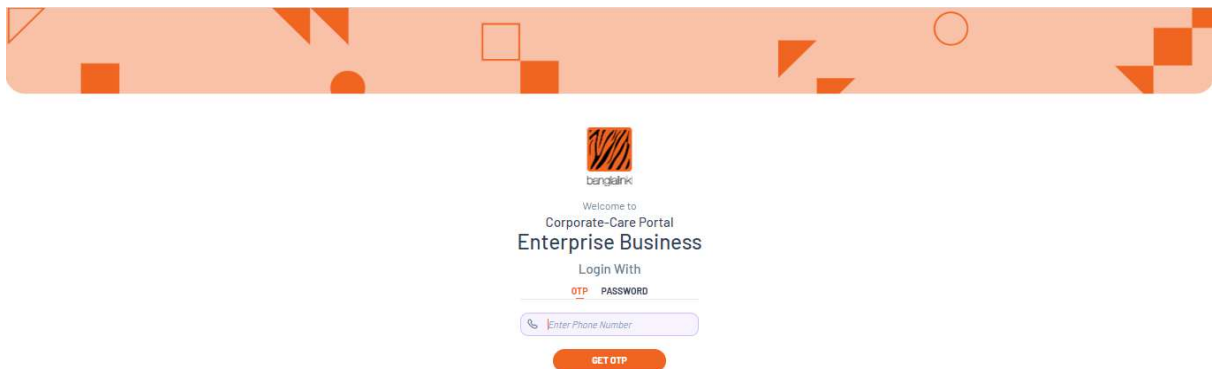 banglalink
Welcome to
Corporate-Care Portal
Enterprise Business
Login With
OTP PASSWORD
Enter Phone Number
GET OTP